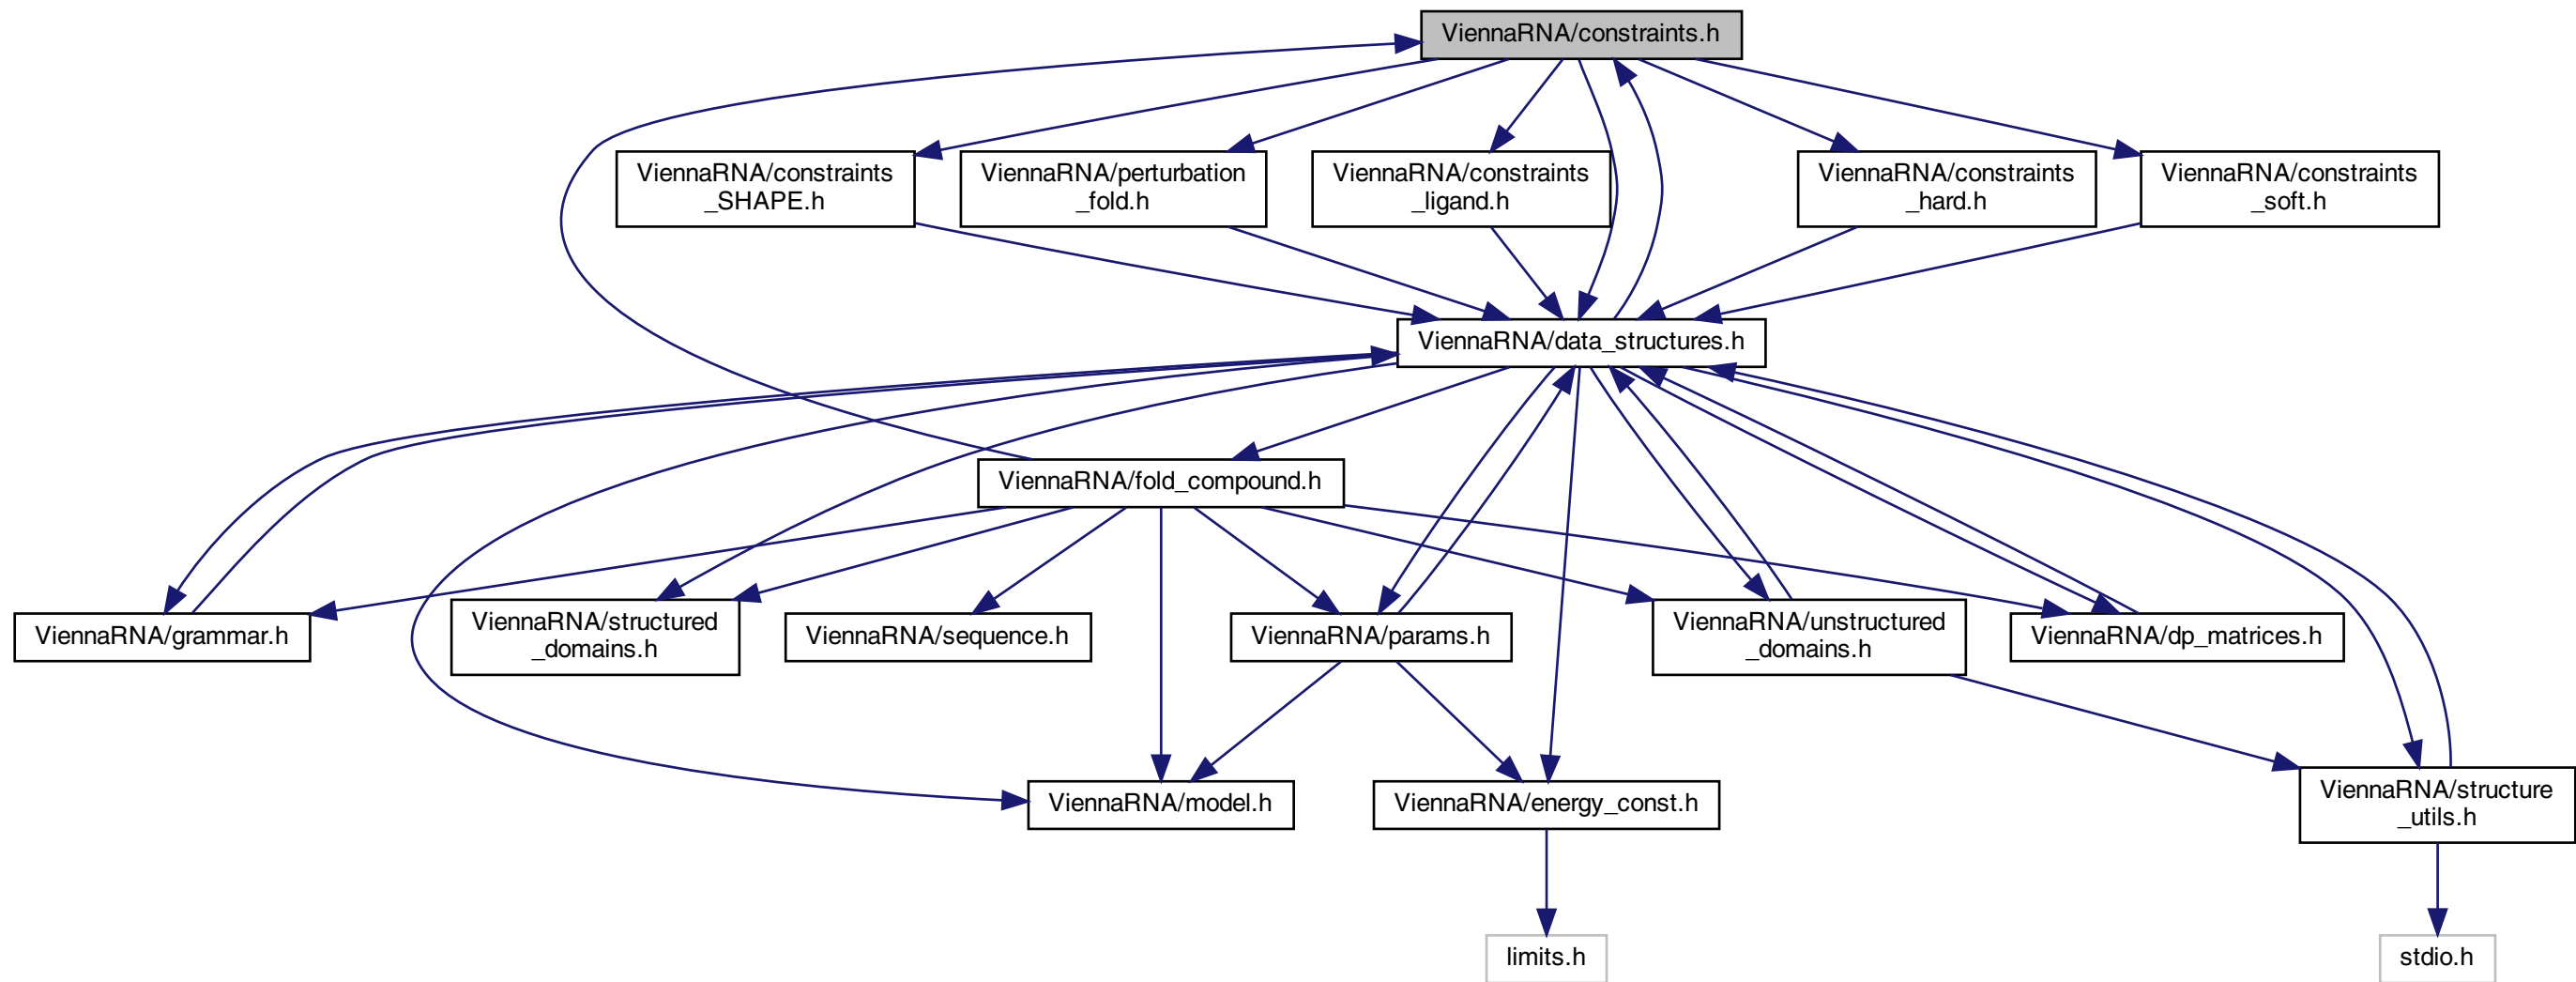 ViennaRNA/constraints.h
ViennaRNA/constraints
_SHAPE.h
ViennaRNA/perturbation
_fold.h
ViennaRNA/constraints
_ligand.h
ViennaRNA/constraints
_hard.h
ViennaRNA/constraints
_soft.h
ViennaRNA/data_structures.h
ViennaRNA/fold_compound.h
ViennaRNA/grammar.h
ViennaRNA/structured
_domains.h
ViennaRNA/sequence.h
ViennaRNA/params.h
ViennaRNA/unstructured
_domains.h
ViennaRNA/dp_matrices.h
ViennaRNA/model.h
ViennaRNA/energy_const.h
ViennaRNA/structure
_utils.h
limits.h
stdio.h